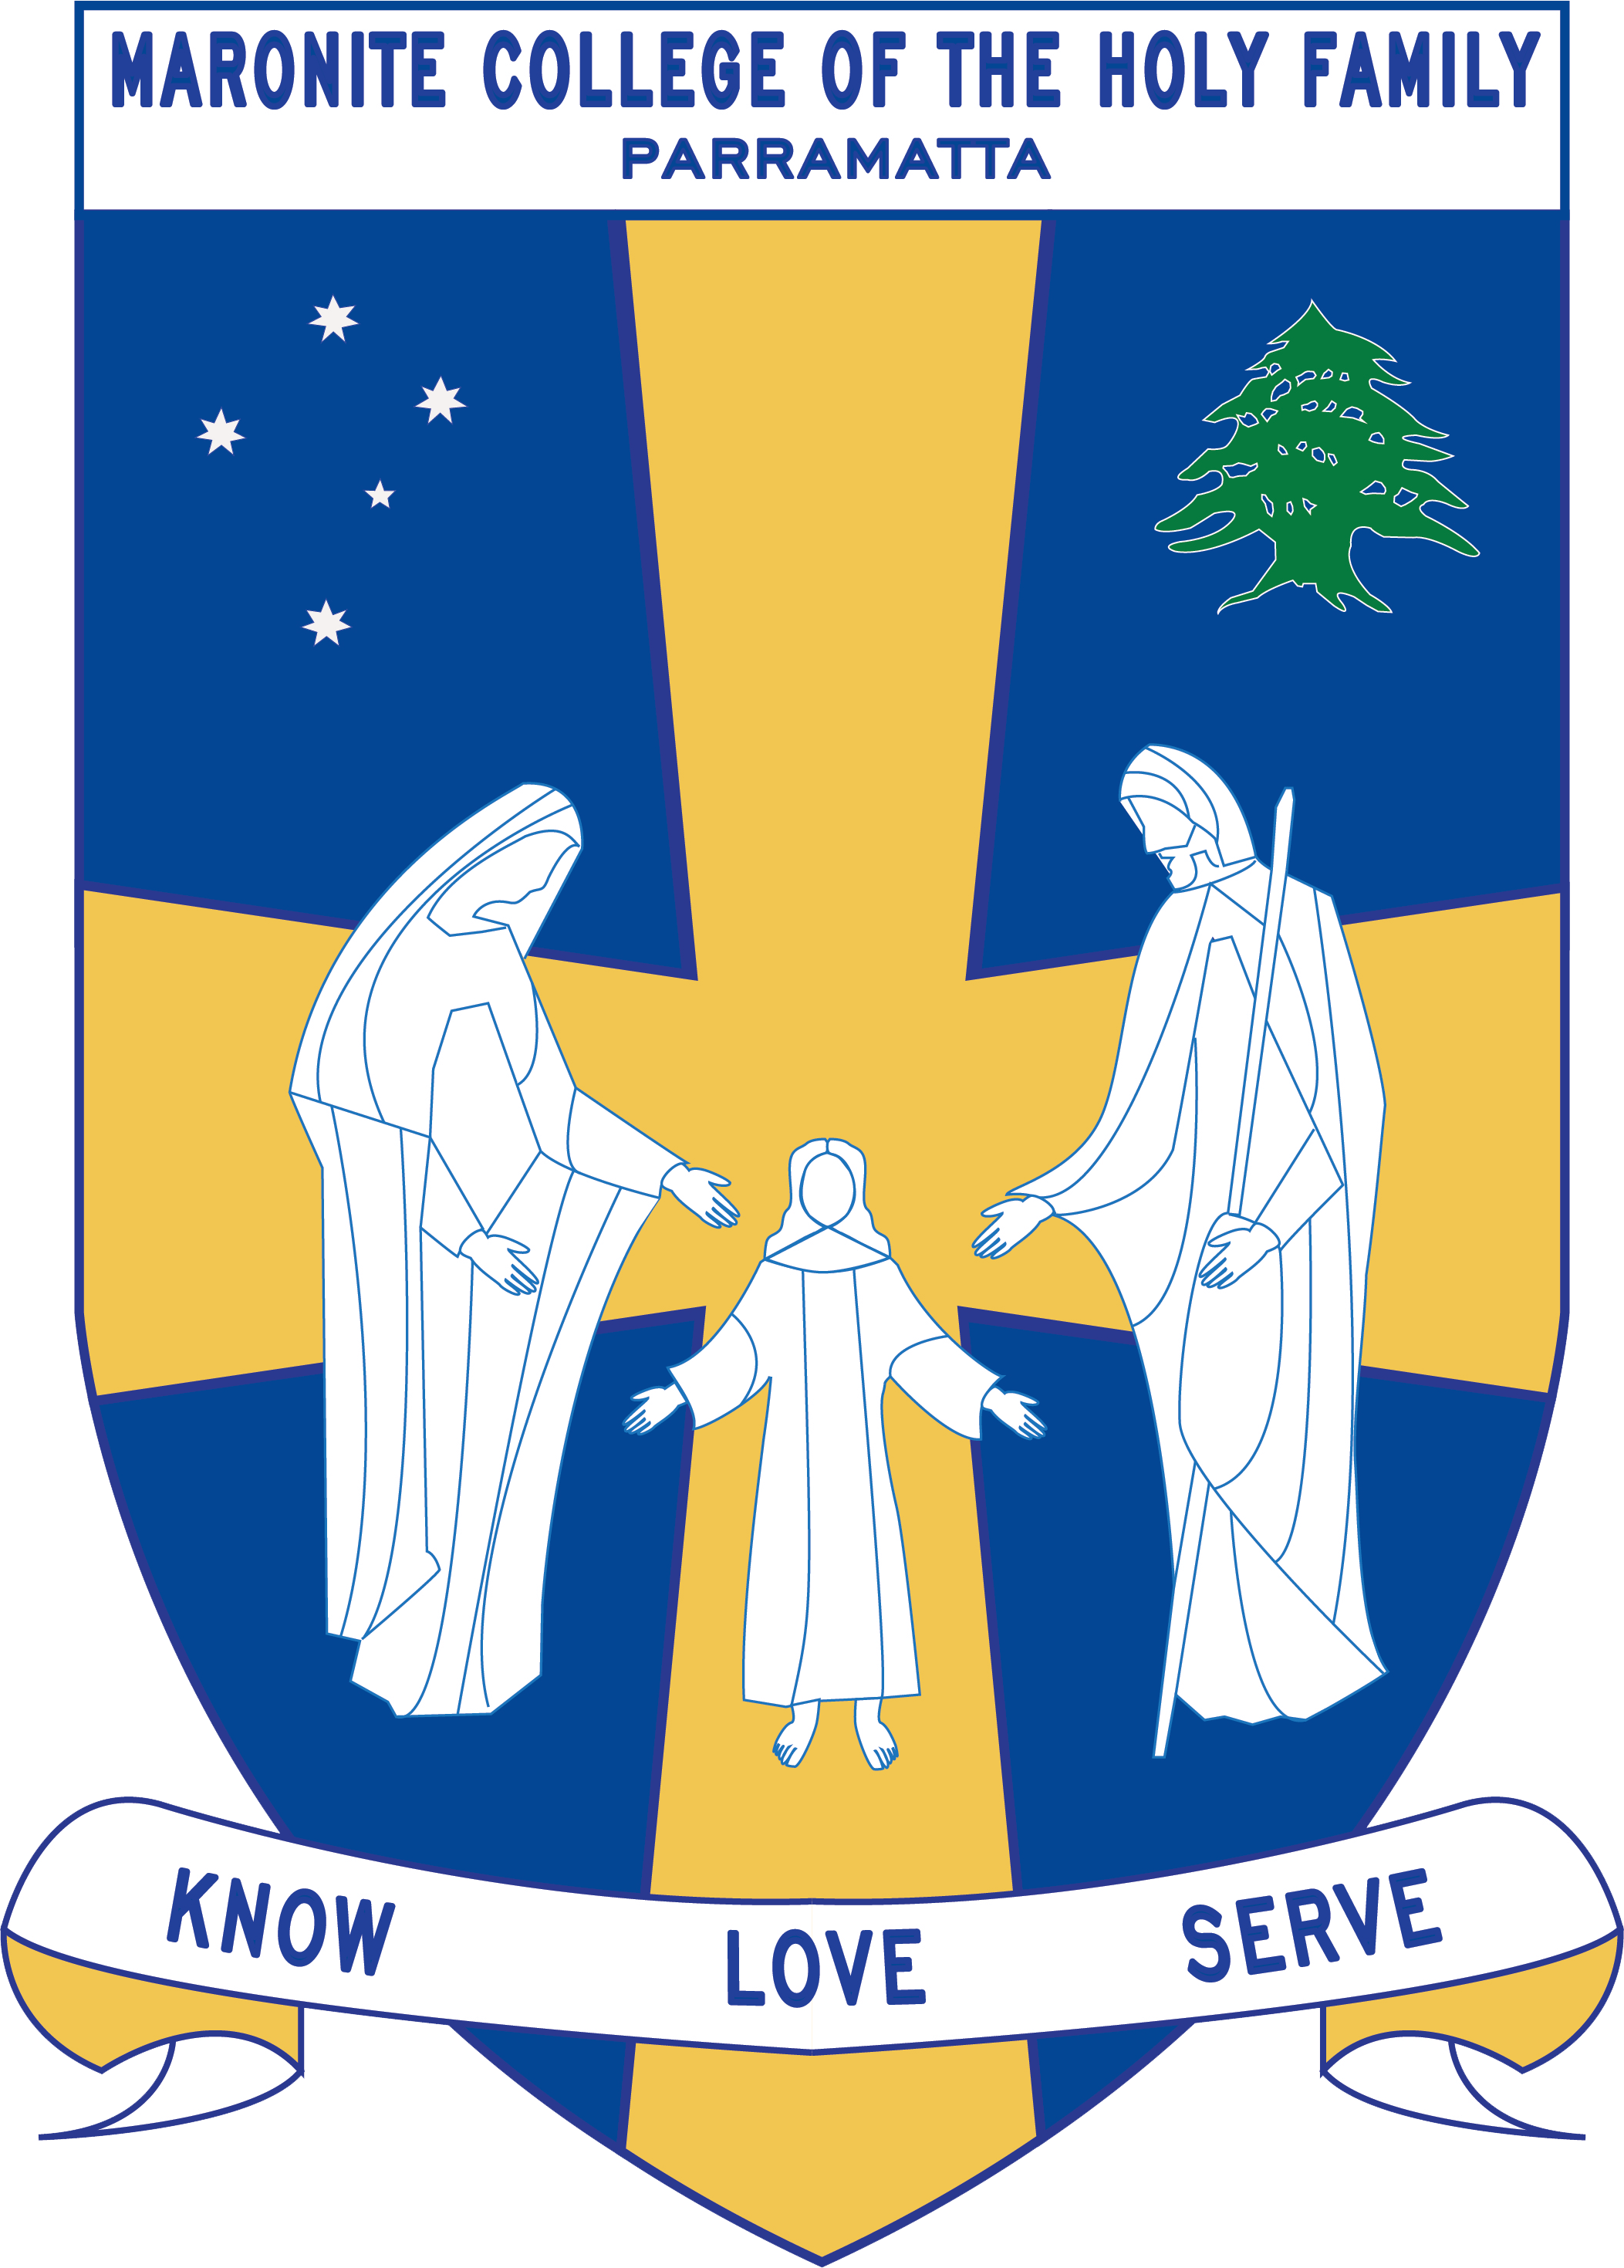 MARONITE COLLEGE OF THE HOLY FAMILY
PARRAMATTA
KNOW LOVE SERVE